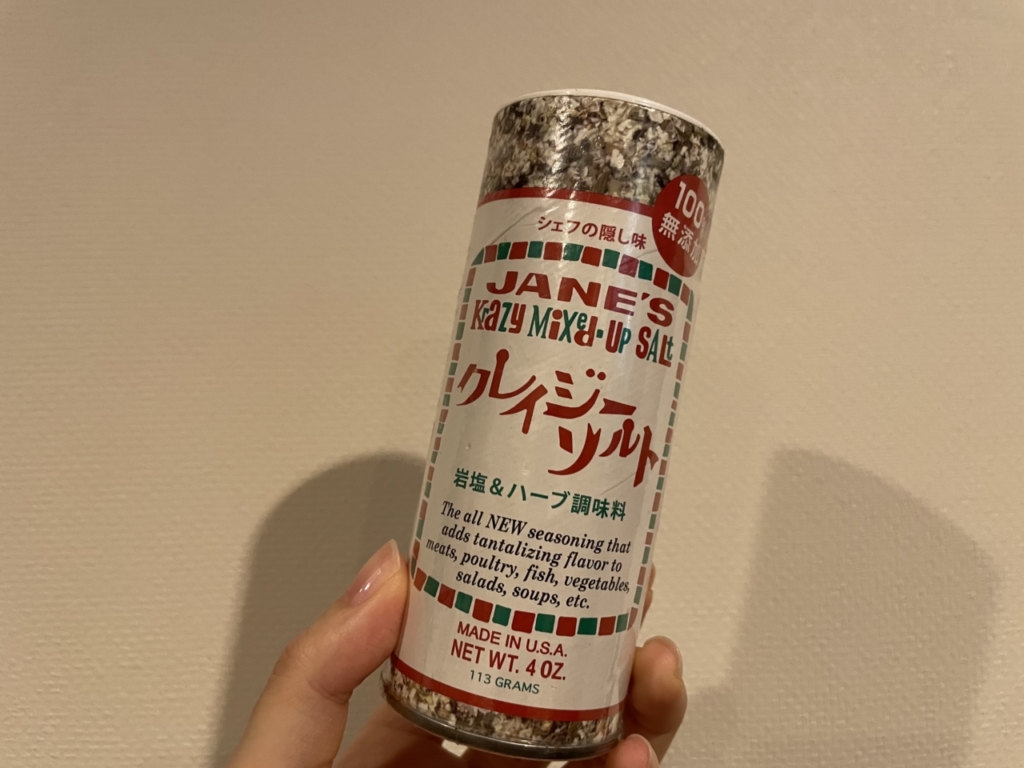 シェフの隠し味
100%
無添加
JANE'S
Krazy Mixed-Up SALt
クレイジー
ソルト
岩塩&ハーブ調味料
The all NEW seasoning that
adds tantalizing flavor to
meats, poultry, fish, vegetables,
salads, soups, etc.
MADE IN U.S.A.
NET WT. 4 OZ.
113 GRAMS